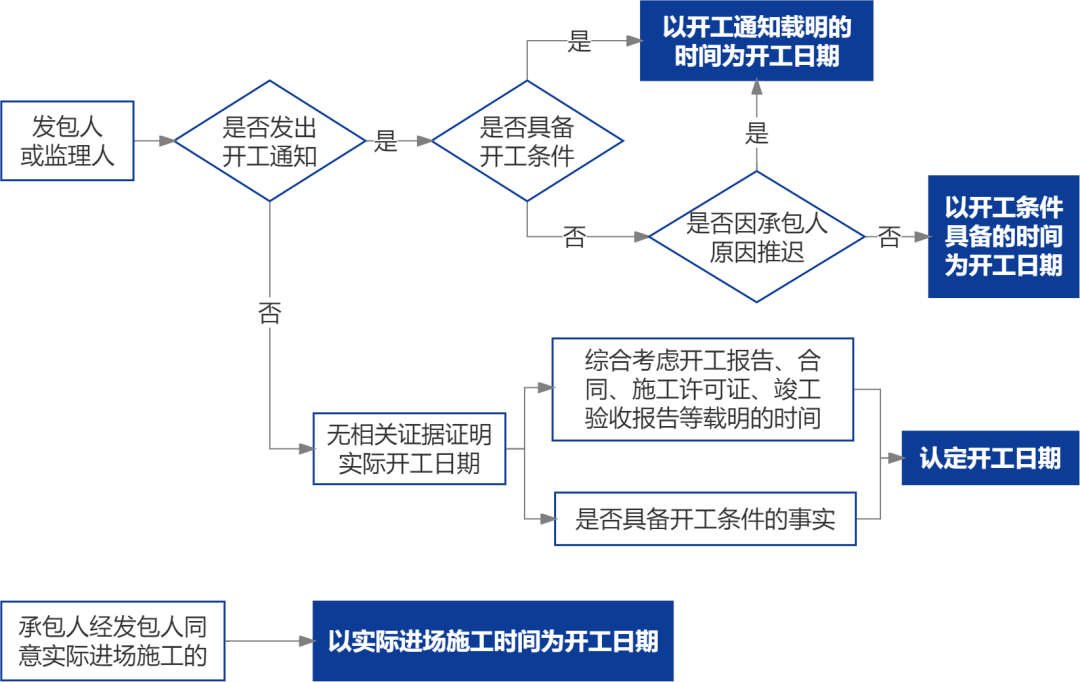 发包人
或监理人
是否发出
开工通知
是
是否具备
开工条件
是
以开工通知载明的
时间为开工日期
否
是否因承包人
原因推迟
是
否
以开工条件
具备的时间
为开工日期
否
无相关证据证明
实际开工日期
综合考虑开工报告、合
同、施工许可证、竣工
验收报告等载明的时间
是否具备开工条件的事实
认定开工日期
承包人经发包人同
意实际进场施工的
以实际进场施工时间为开工日期